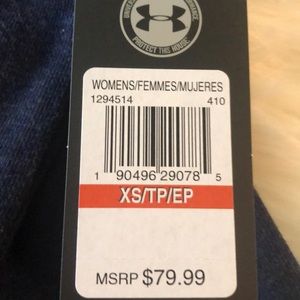 PROTECT THIS HOUSE
WOMENS/FEMMES/MUJERES
1294514 410
1 90496 29078 5
XS/TP/EP
MSRP $79.99